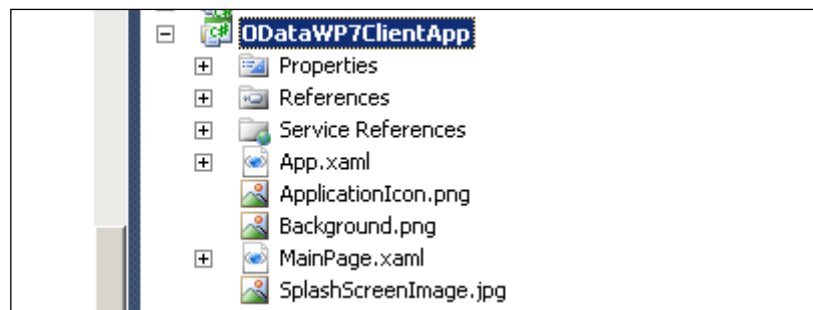 ODataWP7ClientApp
Properties
References
Service References
App.xaml
ApplicationIcon.png
Background.png
MainPage.xaml
SplashScreenImage.jpg